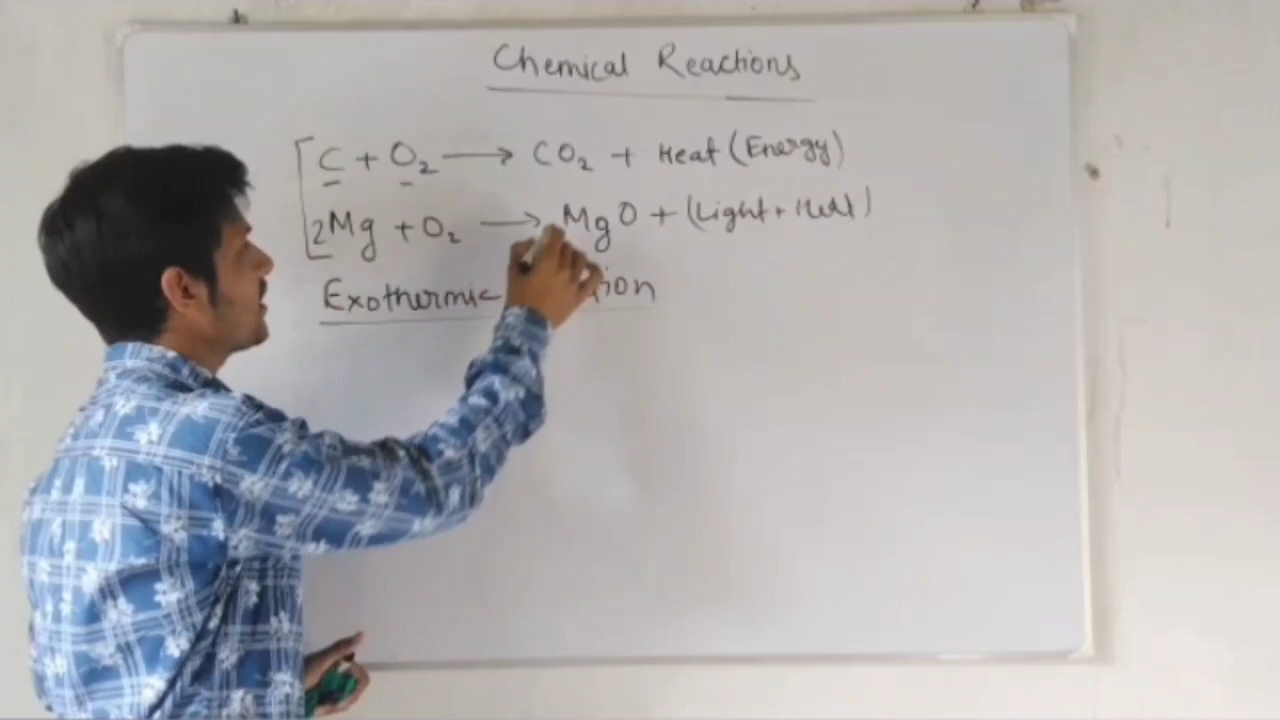 Chemical Reactions
C + O₂ → CO₂ + Heat (Energy)
2Mg + O₂ → MgO + (Light + Heat)
Exothermic